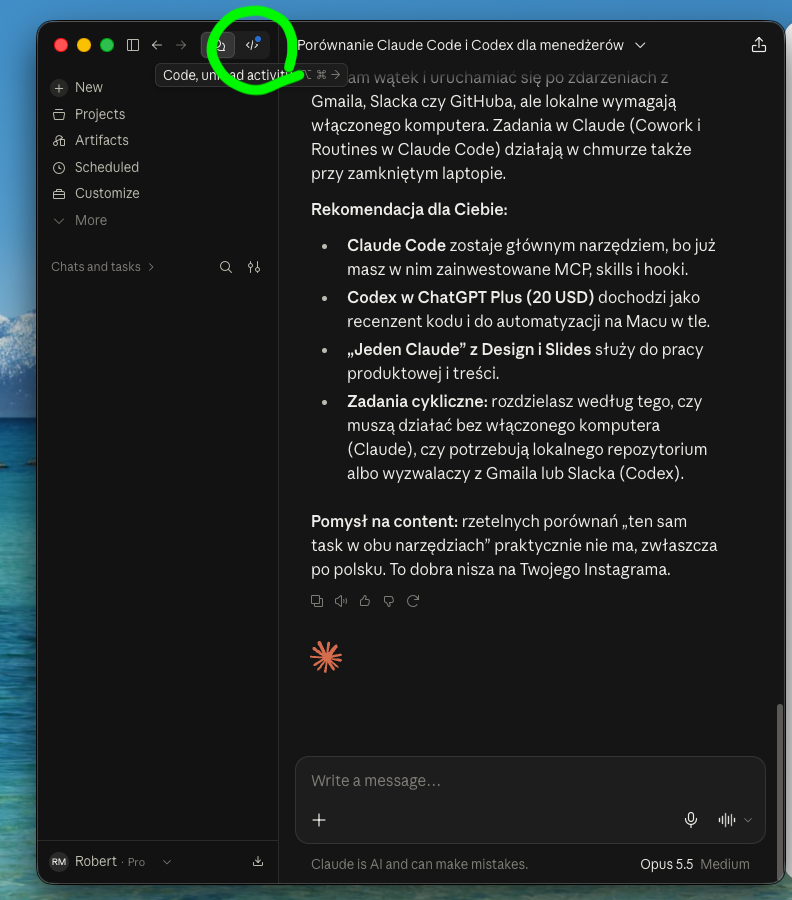 Porównanie Claude Code i Codex dla menedżerów
Code, unread activity ⌥ ⌘ →
New
Projects
Artifacts
Scheduled
Customize
More
Chats and tasks
wątek i uruchamiać się po zdarzeniach z
Gmaila, Slacka czy GitHuba, ale lokalne wymagają
włączonego komputera. Zadania w Claude (Cowork i
Routines w Claude Code) działają w chmurze także
przy zamkniętym laptopie.
Rekomendacja dla Ciebie:
Claude Code zostaje głównym narzędziem, bo już
masz w nim zainwestowane MCP, skills i hooki.
Codex w ChatGPT Plus (20 USD) dochodzi jako
recenzent kodu i do automatyzacji na Macu w tle.
„Jeden Claude” z Design i Slides służy do pracy
produktowej i treści.
Zadania cykliczne: rozdzielasz według tego, czy
muszą działać bez włączonego komputera
(Claude), czy potrzebują lokalnego repozytorium
albo wyzwalaczy z Gmaila lub Slacka (Codex).
Pomysł na content: rzetelnych porównań „ten sam
task w obu narzędziach” praktycznie nie ma, zwłaszcza
po polsku. To dobra nisza na Twojego Instagrama.
Write a message...
RM Robert · Pro
Claude is AI and can make mistakes.
Opus 5.5 Medium